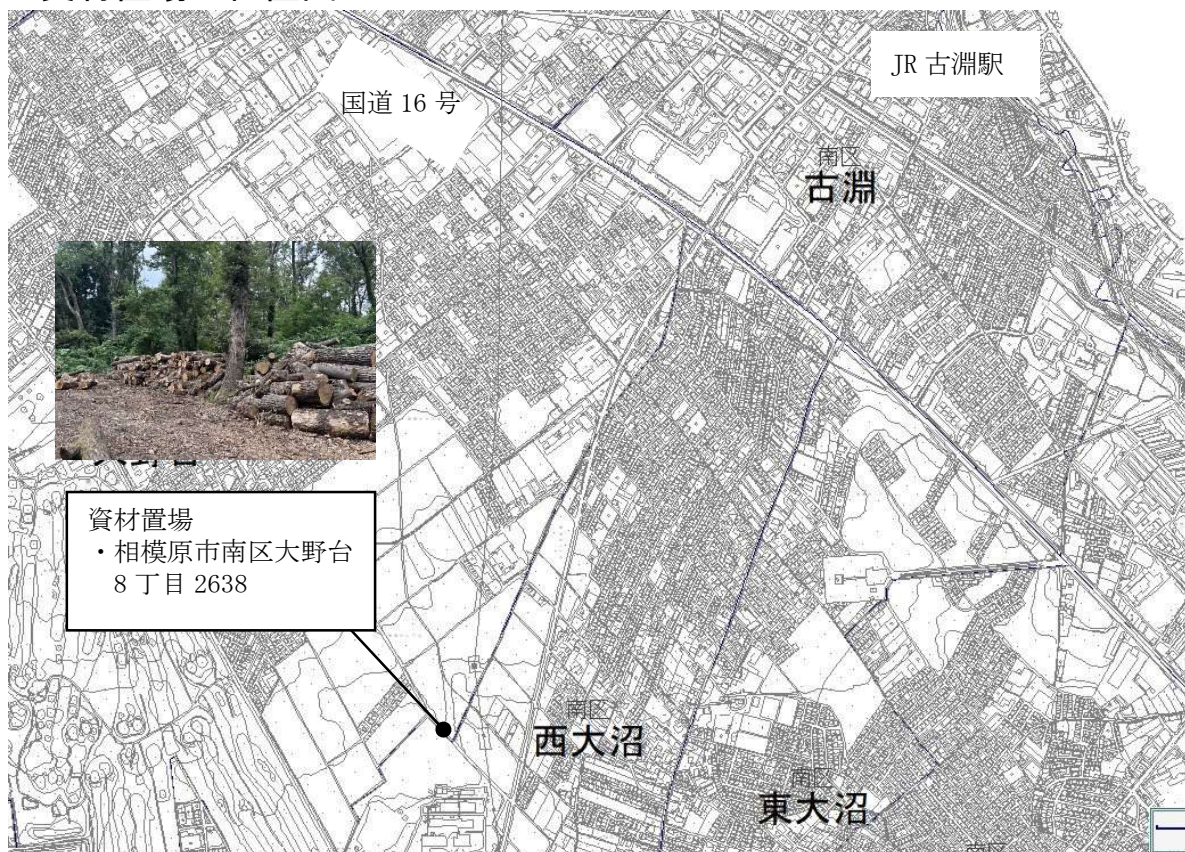 JR 古淵駅
国道 16 号
南区
古淵
資材置場
・相模原市南区大野台
8 丁目 2638
南区
西大沼
南区
東大沼
南区